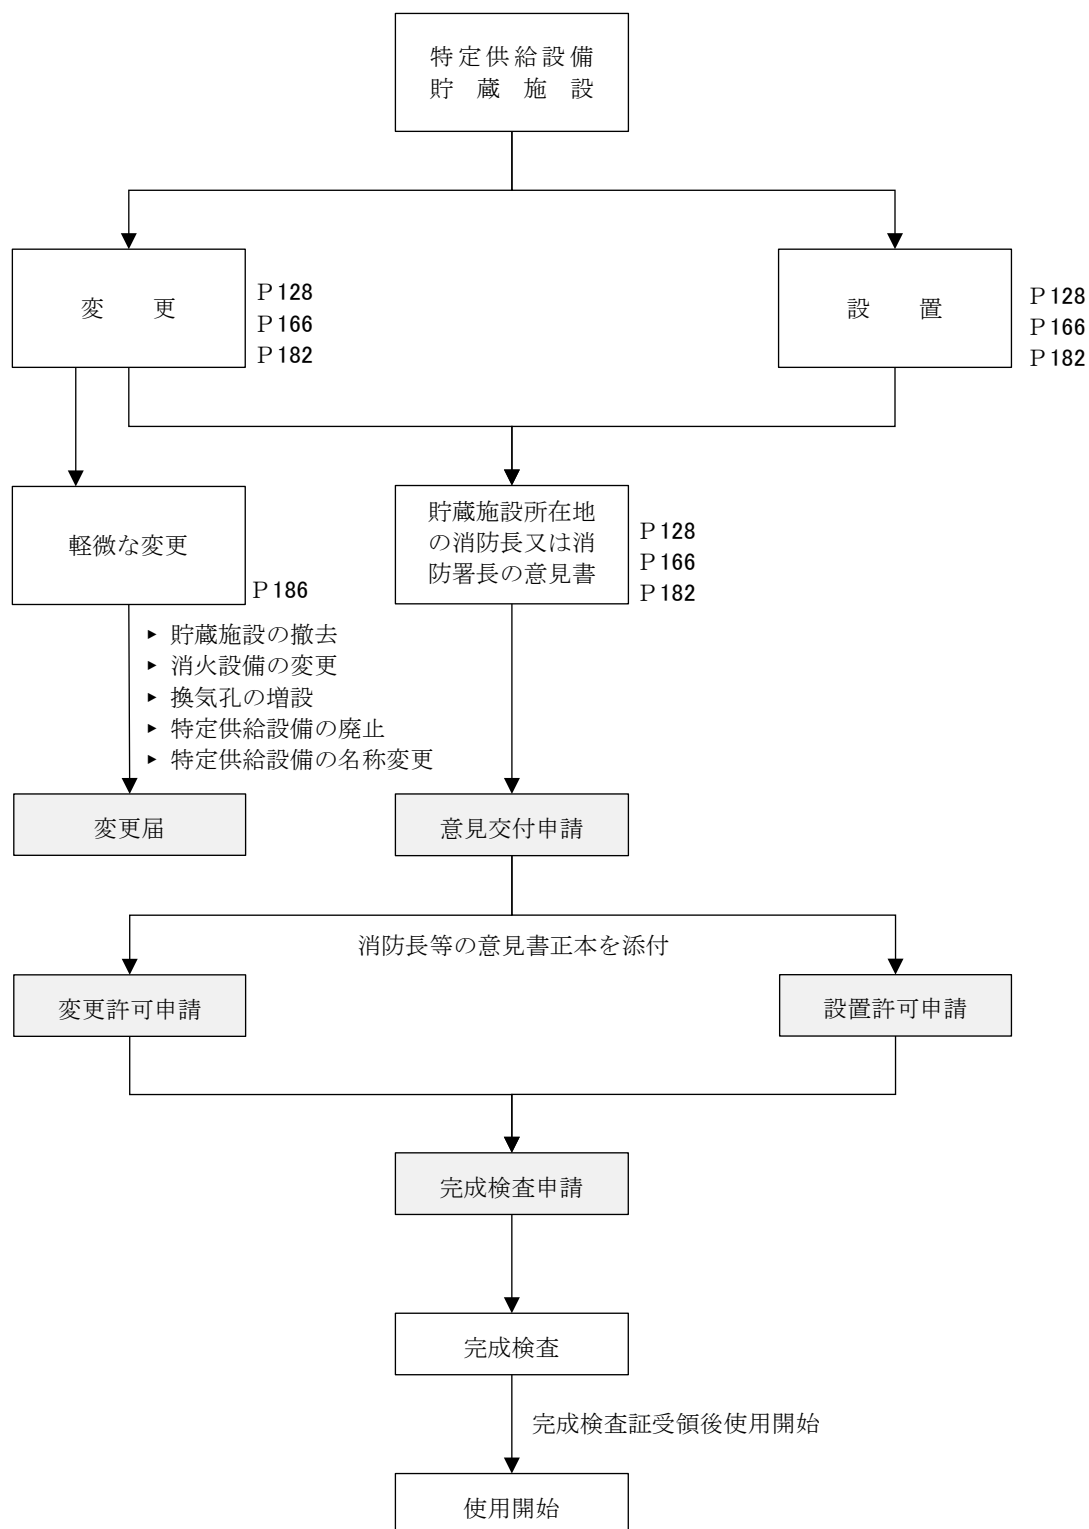 特定供給設備
貯蔵施設
変　更
Ｐ128
Ｐ166
Ｐ182
設　置
Ｐ128
Ｐ166
Ｐ182
軽微な変更
Ｐ186
貯蔵施設所在地
の消防長又は消
防署長の意見書
Ｐ128
Ｐ166
Ｐ182
▸ 貯蔵施設の撤去
▸ 消火設備の変更
▸ 換気孔の増設
▸ 特定供給設備の廃止
▸ 特定供給設備の名称変更
変更届
意見交付申請
消防長等の意見書正本を添付
変更許可申請
設置許可申請
完成検査申請
完成検査
完成検査証受領後使用開始
使用開始